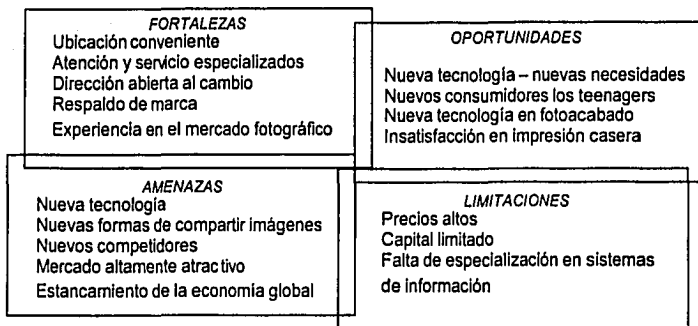 FORTALEZAS
Ubicación conveniente
Atención y servicio especializados
Dirección abierta al cambio
Respaldo de marca
Experiencia en el mercado fotográfico
OPORTUNIDADES
Nueva tecnología – nuevas necesidades
Nuevos consumidores los teenagers
Nueva tecnología en fotoacabado
Insatisfacción en impresión casera
AMENAZAS
Nueva tecnología
Nuevas formas de compartir imágenes
Nuevos competidores
Mercado altamente atractivo
Estancamiento de la economía global
LIMITACIONES
Precios altos
Capital limitado
Falta de especialización en sistemas
de información